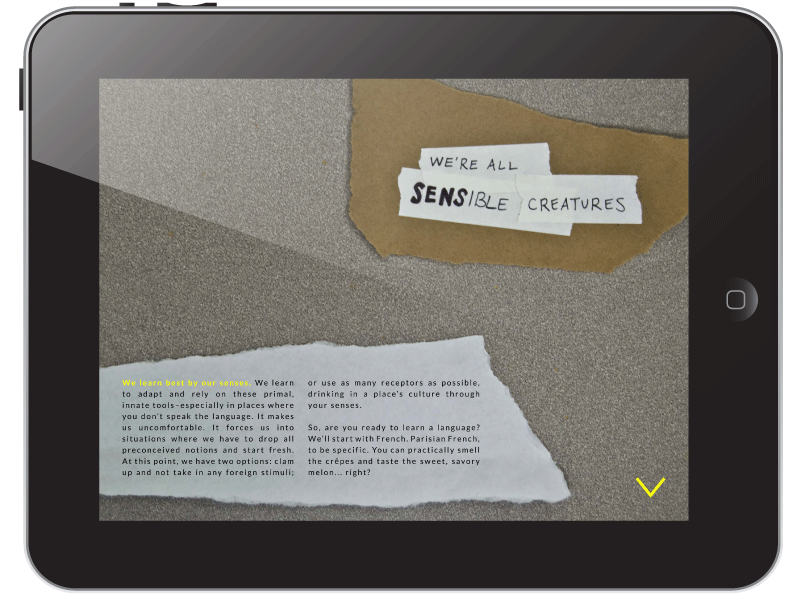 WE'RE ALL
SENSIBLE CREATURES
We learn best by our senses. We learn
to adapt and rely on these primal,
innate tools–especially in places where
you don't speak the language. It makes
us uncomfortable. It forces us into
situations where we have to drop all
preconceived notions and start fresh.
At this point, we have two options: clam
up and not take in any foreign stimuli;
or use as many receptors as possible,
drinking in a place's culture through
your senses.
So, are you ready to learn a language?
We'll start with French. Parisian French,
to be specific. You can practically smell
the crêpes and taste the sweet, savory
melon... right?